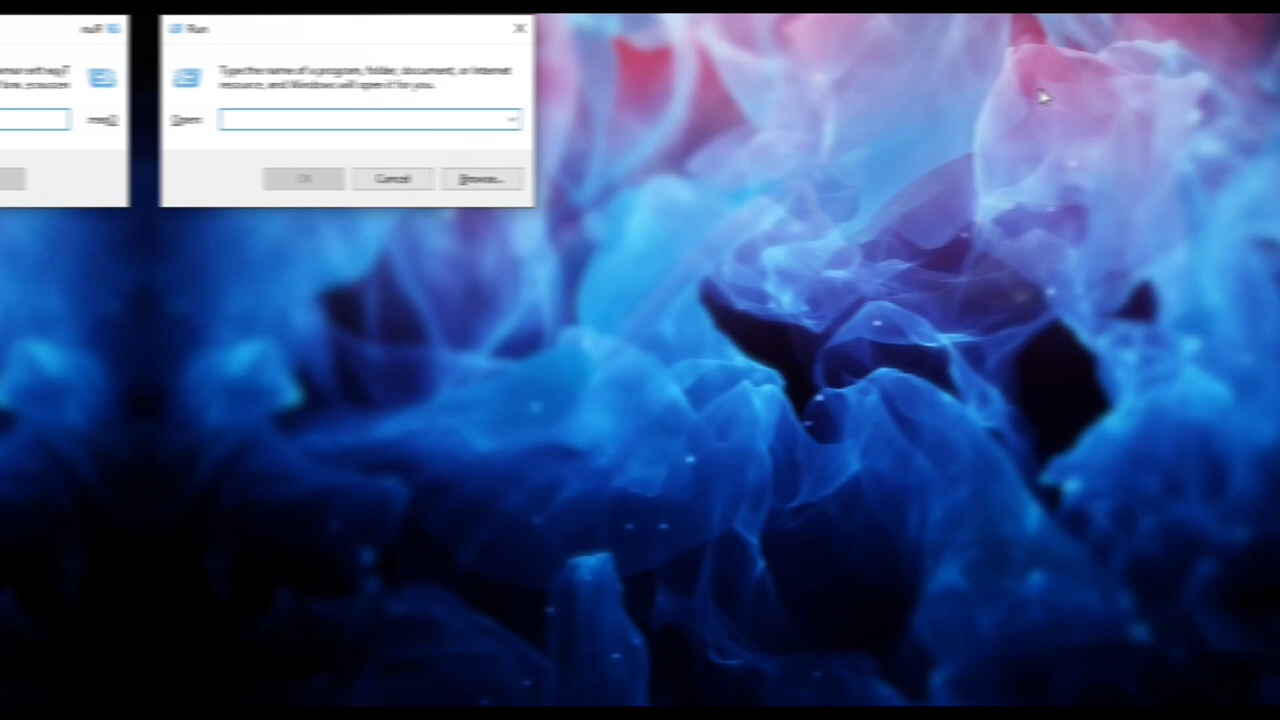 Run
Type the name of a program, folder, document, or Internet
resource, and Windows will open it for you.
Open:
OK
Cancel
Browse...